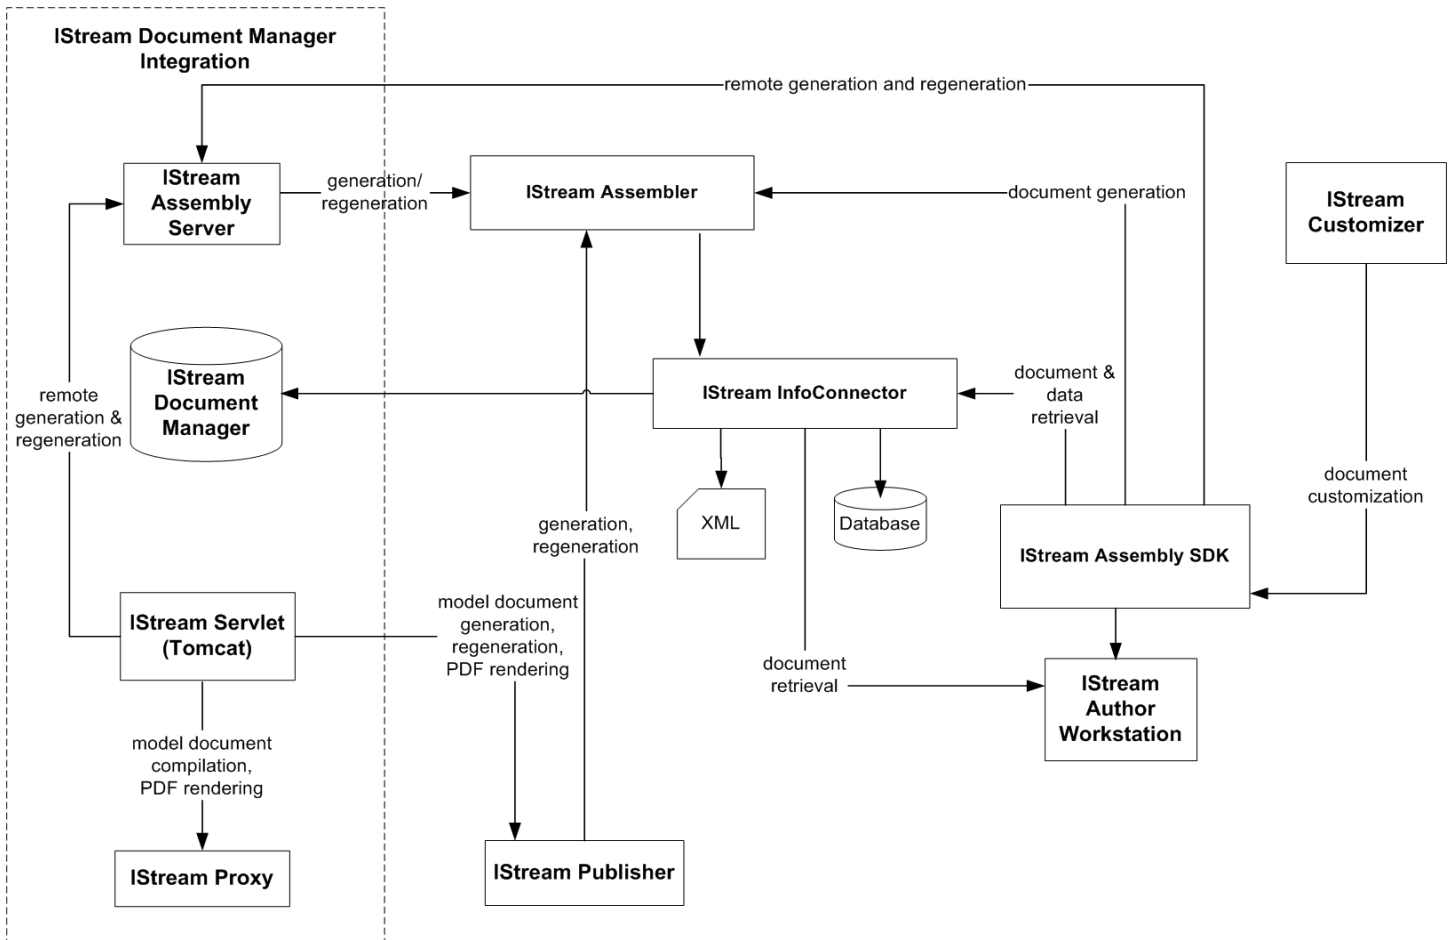 IStream Document Manager
Integration
remote generation and regeneration
IStream
Assembly
Server
generation/
regeneration
IStream Assembler
document generation
IStream
Customizer
remote
generation &
regeneration
IStream
Document
Manager
IStream InfoConnector
document &
data
retrieval
document
customization
XML
Database
generation,
regeneration
IStream Assembly SDK
IStream Servlet
(Tomcat)
model document
generation,
regeneration,
PDF rendering
document
retrieval
IStream
Author
Workstation
model document
compilation,
PDF rendering
IStream Proxy
IStream Publisher